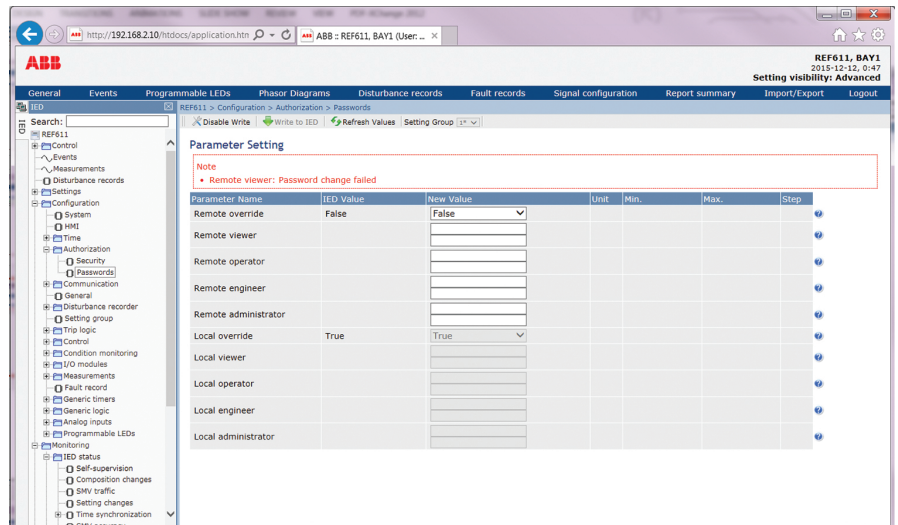 http://192.168.2.10/htdocs/application.htn
ABB :: REF611, BAY1 (User: ...
ABB
REF611, BAY1
2015-12-12, 0:47
Setting visibility: Advanced
General Events Programmable LEDs Phasor Diagrams Disturbance records Fault records Signal configuration Report summary Import/Export Logout
IED
REF611 > Configuration > Authorization > Passwords
IED
Search:
Disable Write Write to IED Refresh Values Setting Group 1*
REF611
Control
Events
Measurements
Disturbance records
Settings
Configuration
System
HMI
Time
Authorization
Security
Passwords
Communication
General
Disturbance recorder
Setting group
Trip logic
Control
Condition monitoring
I/O modules
Measurements
Fault record
Generic timers
Generic logic
Analog inputs
Programmable LEDs
Monitoring
IED status
Self-supervision
Composition changes
SMV traffic
Setting changes
Time synchronization
Parameter Setting
Note
• Remote viewer: Password change failed
Parameter Name IED Value New Value Unit Min. Max. Step
Remote override False False
Remote viewer
Remote operator
Remote engineer
Remote administrator
Local override True True
Local viewer
Local operator
Local engineer
Local administrator